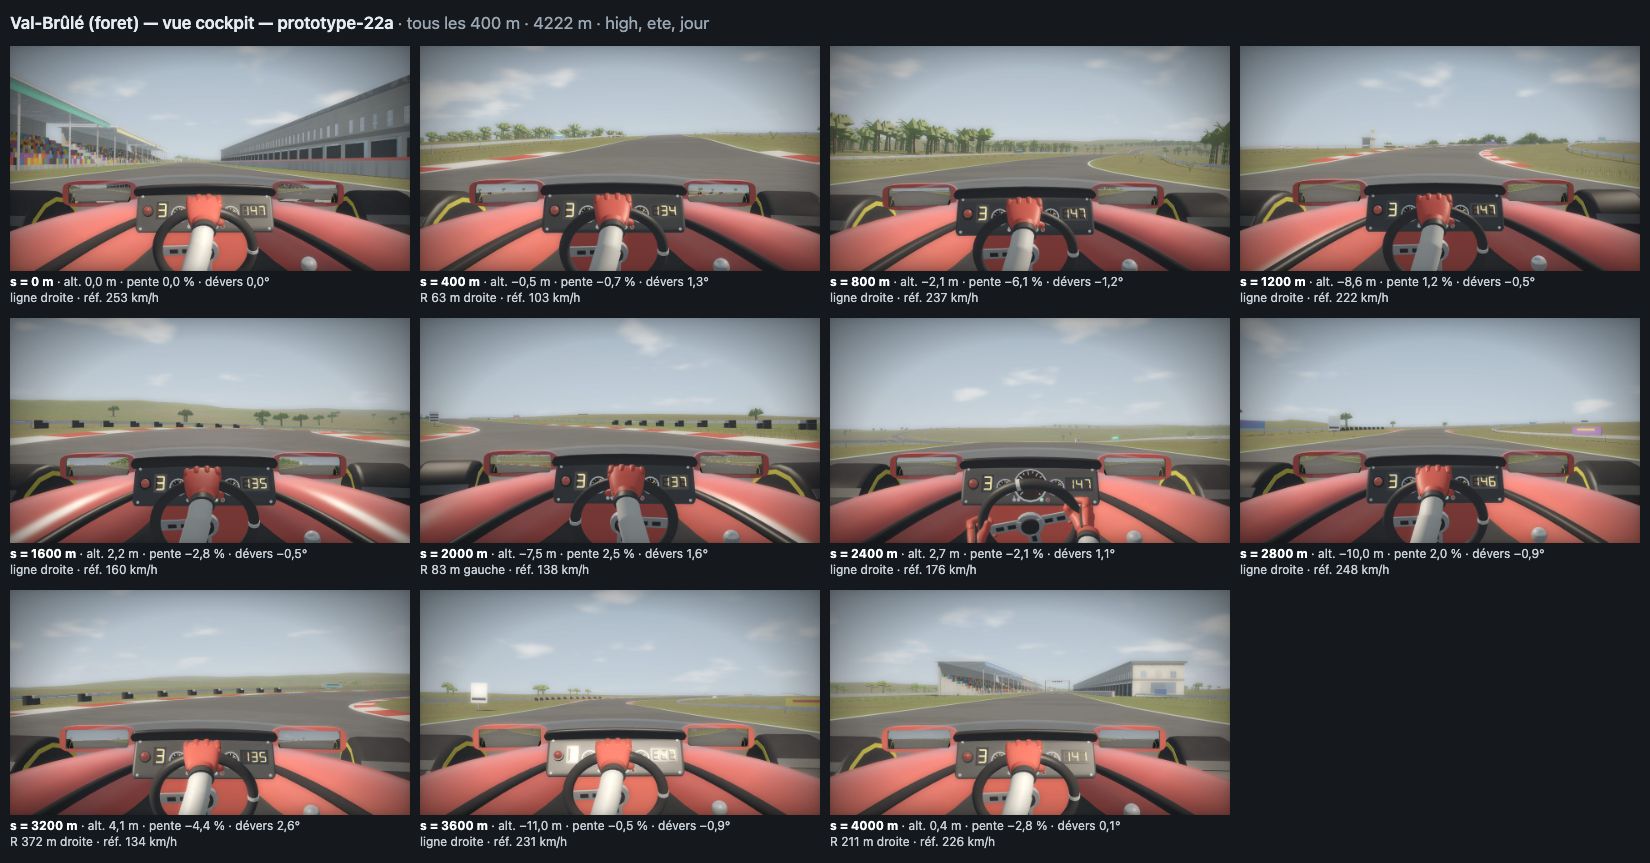 Val-Brûlé (foret) — vue cockpit — prototype-22a · tous les 400 m · 4222 m · high, ete, jour
3 147
3 134
3 147
3 147
s = 0 m · alt. 0,0 m · pente 0,0 % · dévers 0,0°
ligne droite · réf. 253 km/h
s = 400 m · alt. −0,5 m · pente −0,7 % · dévers 1,3°
R 63 m droite · réf. 103 km/h
s = 800 m · alt. −2,1 m · pente −6,1 % · dévers −1,2°
ligne droite · réf. 237 km/h
s = 1200 m · alt. −8,6 m · pente 1,2 % · dévers −0,5°
ligne droite · réf. 222 km/h
3 135
3 137
3 147
3 146
s = 1600 m · alt. 2,2 m · pente −2,8 % · dévers −0,5°
ligne droite · réf. 160 km/h
s = 2000 m · alt. −7,5 m · pente 2,5 % · dévers 1,6°
R 83 m gauche · réf. 138 km/h
s = 2400 m · alt. 2,7 m · pente −2,1 % · dévers 1,1°
ligne droite · réf. 176 km/h
s = 2800 m · alt. −10,0 m · pente 2,0 % · dévers −0,9°
ligne droite · réf. 248 km/h
3 135
3 141
s = 3200 m · alt. 4,1 m · pente −4,4 % · dévers 2,6°
R 372 m droite · réf. 134 km/h
s = 3600 m · alt. −11,0 m · pente −0,5 % · dévers −0,9°
ligne droite · réf. 231 km/h
s = 4000 m · alt. 0,4 m · pente −2,8 % · dévers 0,1°
R 211 m droite · réf. 226 km/h